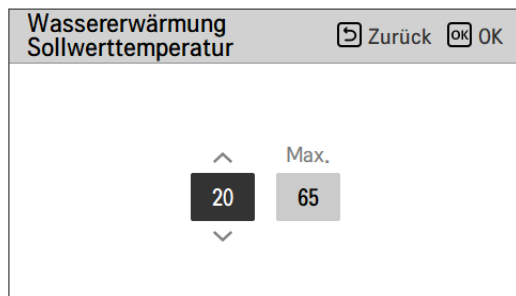 Wassererwärmung
Sollwerttemperatur
Zurück OK OK
Max.
20 65